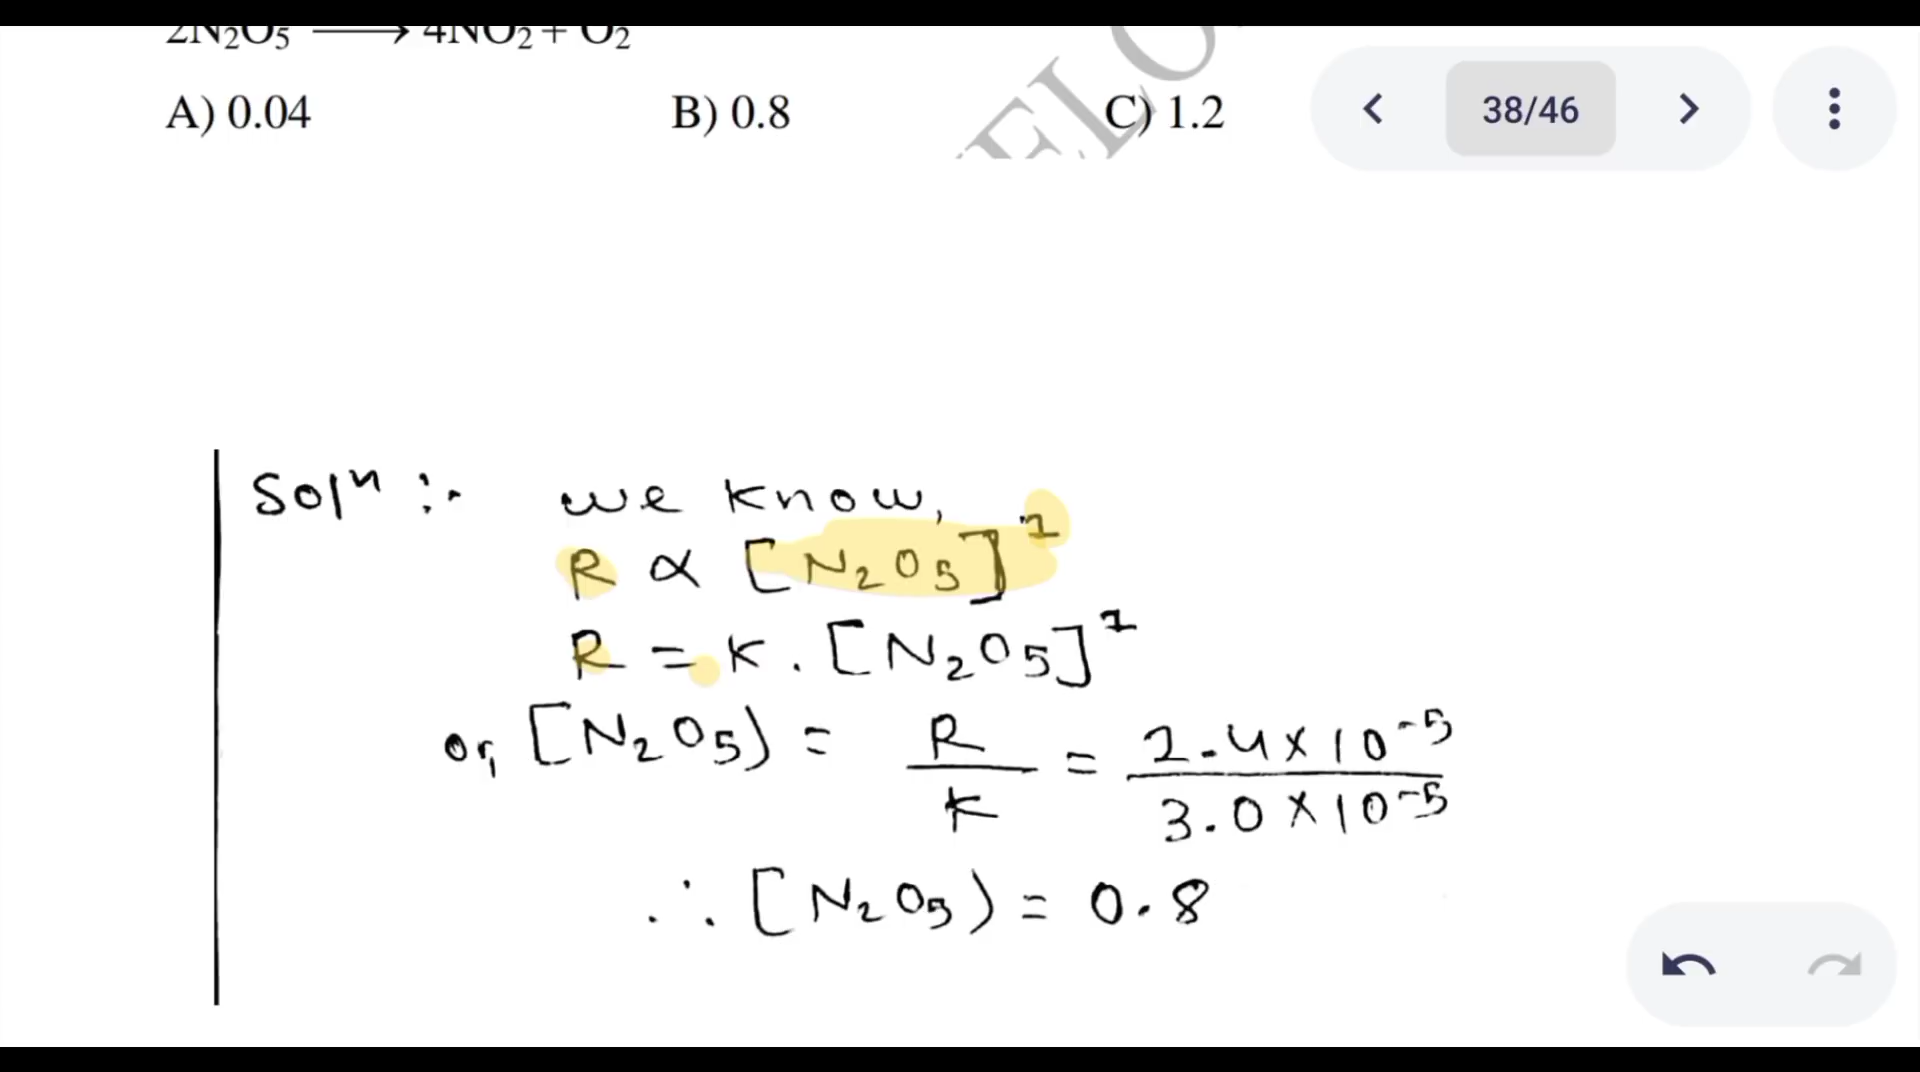 2N₂O₅ ⟶ 4NO₂ + O₂
A) 0.04 B) 0.8 C) 1.2
38/46
ELO
Solⁿ :- we know,
R ∝ [N₂O₅]¹
R = K . [N₂O₅]¹
or, [N₂O₅) = R/K = 2.4 × 10⁻⁵ / 3.0 × 10⁻⁵
∴ [N₂O₅) = 0.8